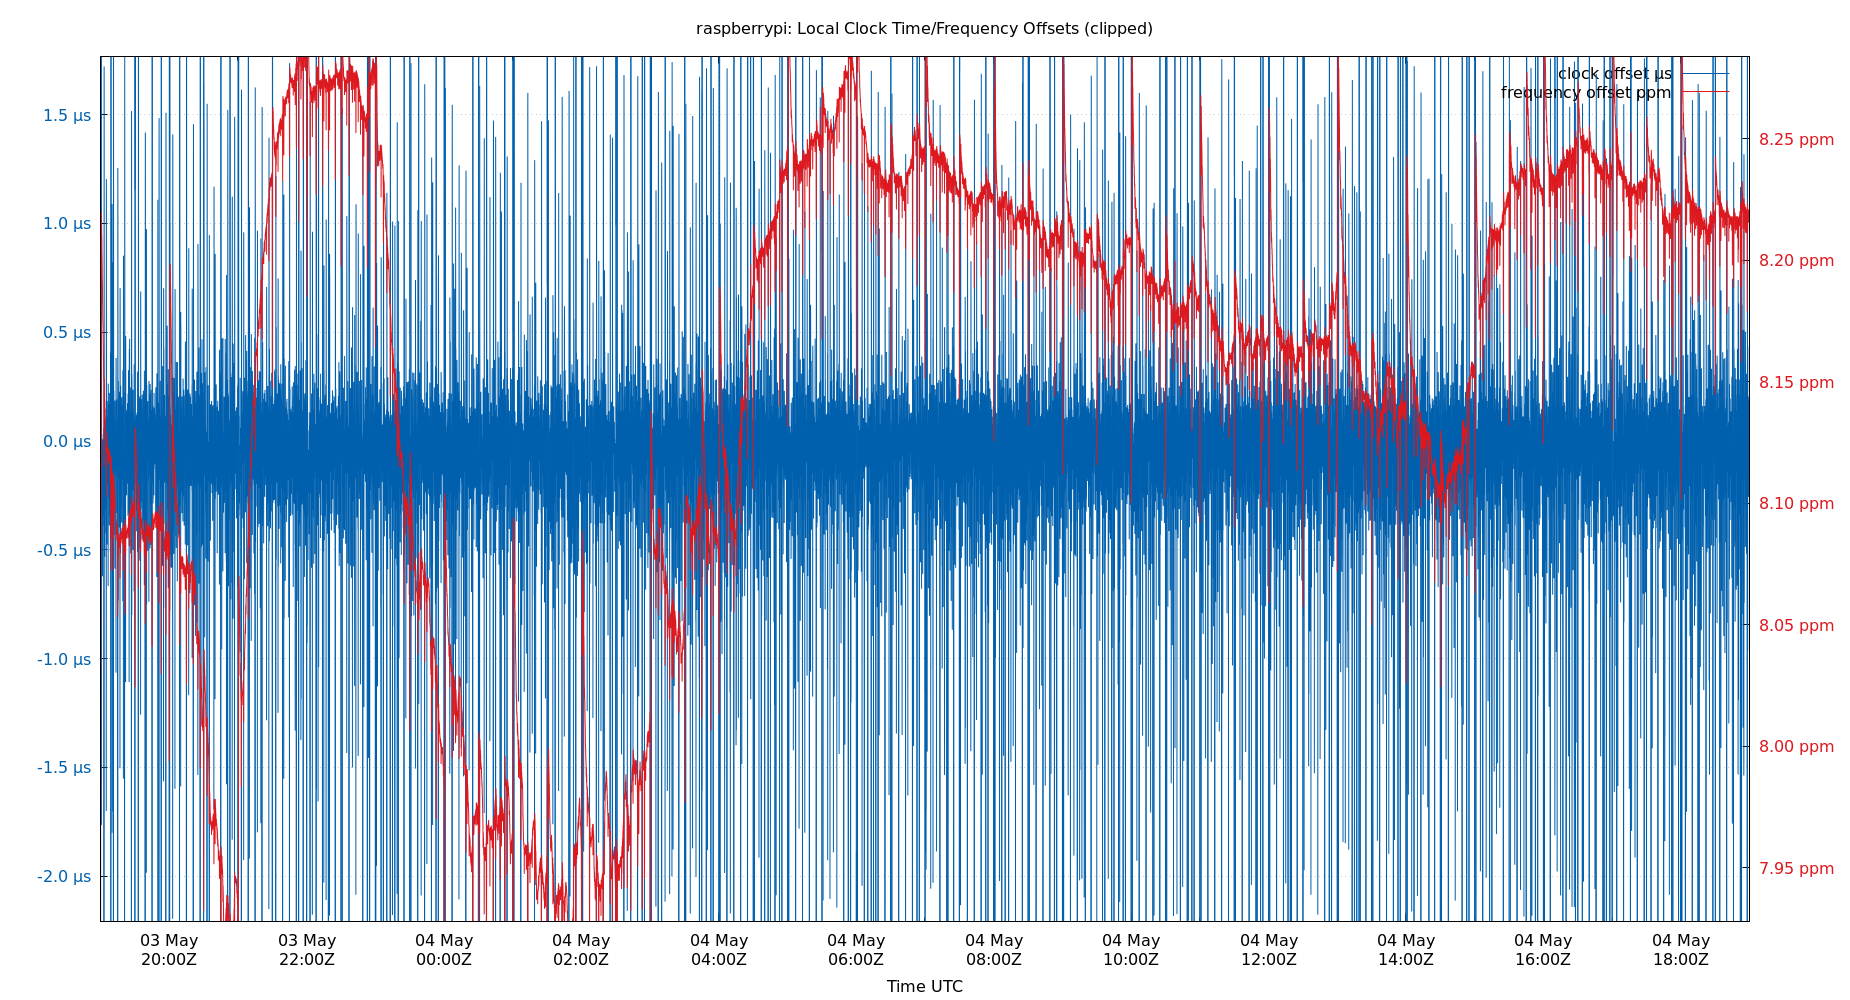 raspberrypi: Local Clock Time/Frequency Offsets (clipped)
clock offset µs
frequency offset ppm
1.5 µs
1.0 µs
0.5 µs
0.0 µs
-0.5 µs
-1.0 µs
-1.5 µs
-2.0 µs
8.25 ppm
8.20 ppm
8.15 ppm
8.10 ppm
8.05 ppm
8.00 ppm
7.95 ppm
03 May 03 May 04 May 04 May 04 May 04 May 04 May 04 May 04 May 04 May 04 May 04 May
20:00Z 22:00Z 00:00Z 02:00Z 04:00Z 06:00Z 08:00Z 10:00Z 12:00Z 14:00Z 16:00Z 18:00Z
Time UTC